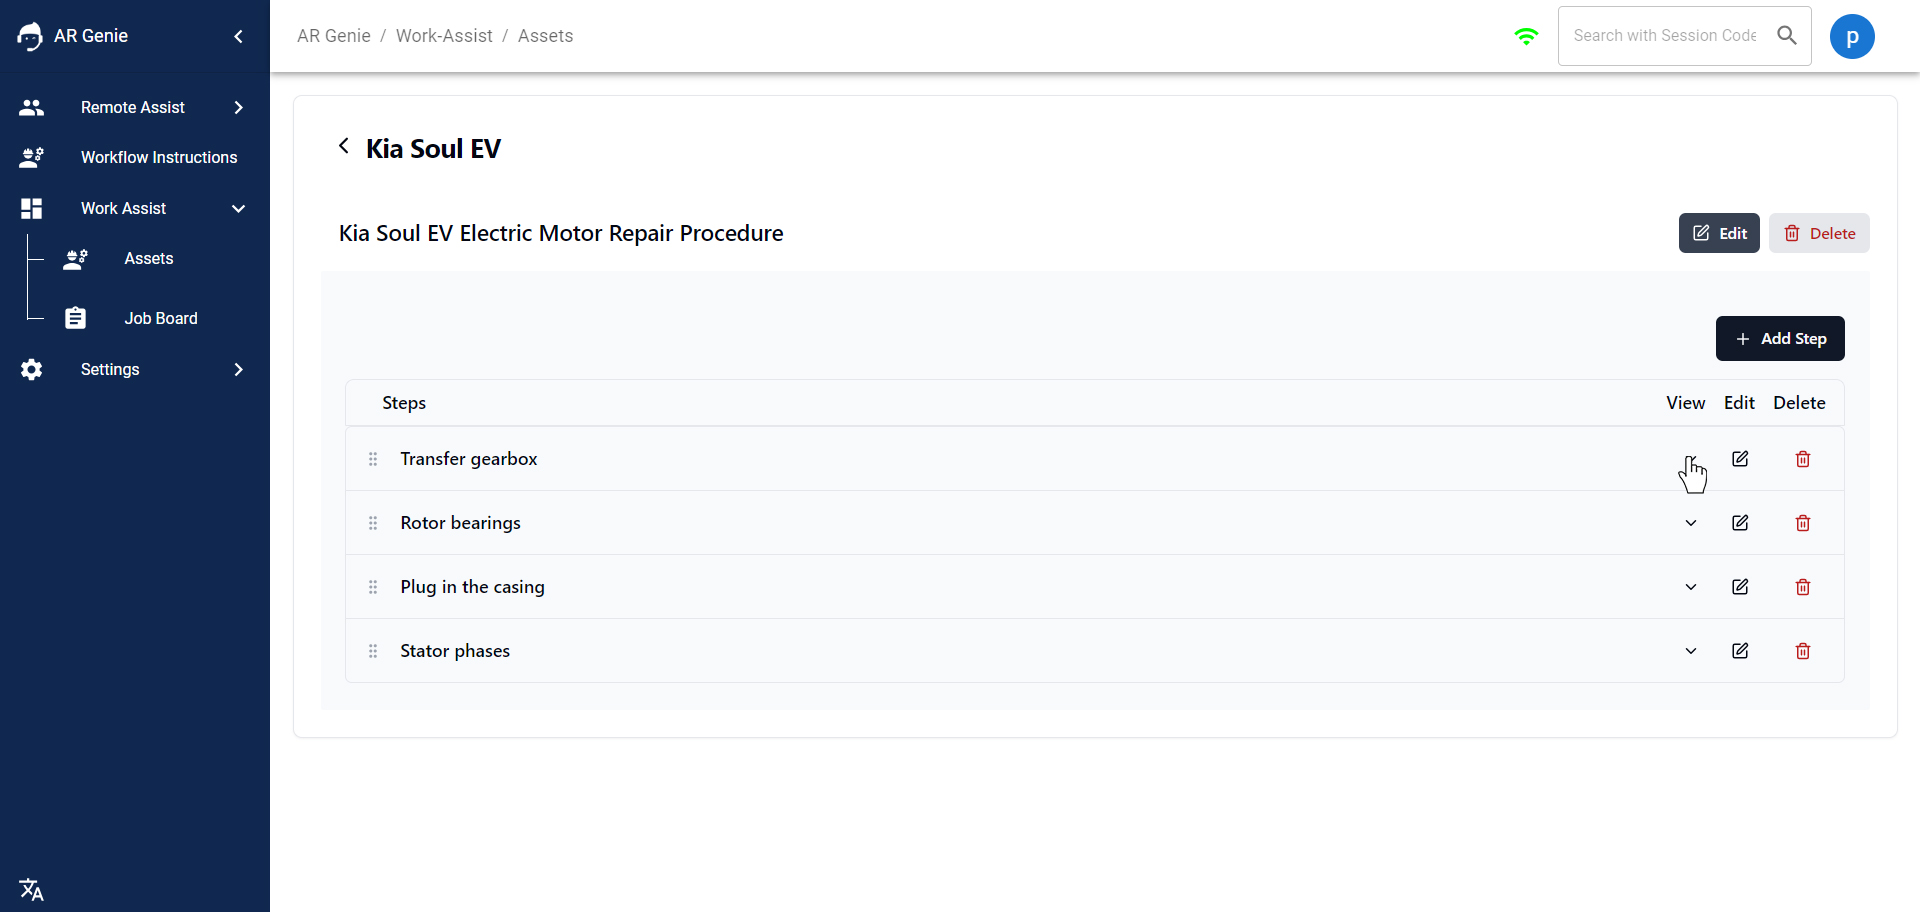 AR Genie
AR Genie / Work-Assist / Assets
Search with Session Code
p
Remote Assist
Workflow Instructions
Work Assist
Assets
Job Board
Settings
Kia Soul EV
Kia Soul EV Electric Motor Repair Procedure
Edit Delete
+ Add Step
Steps View Edit Delete
Transfer gearbox
Rotor bearings
Plug in the casing
Stator phases